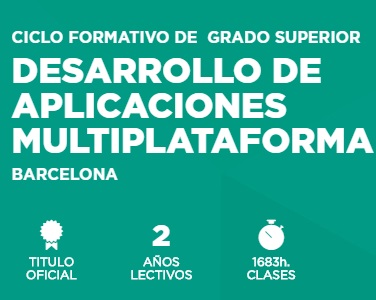 CICLO FORMATIVO DE GRADO SUPERIOR
DESARROLLO DE
APLICACIONES
MULTIPLATAFORMA
BARCELONA
TITULO
OFICIAL
2
AÑOS
LECTIVOS
1683h.
CLASES